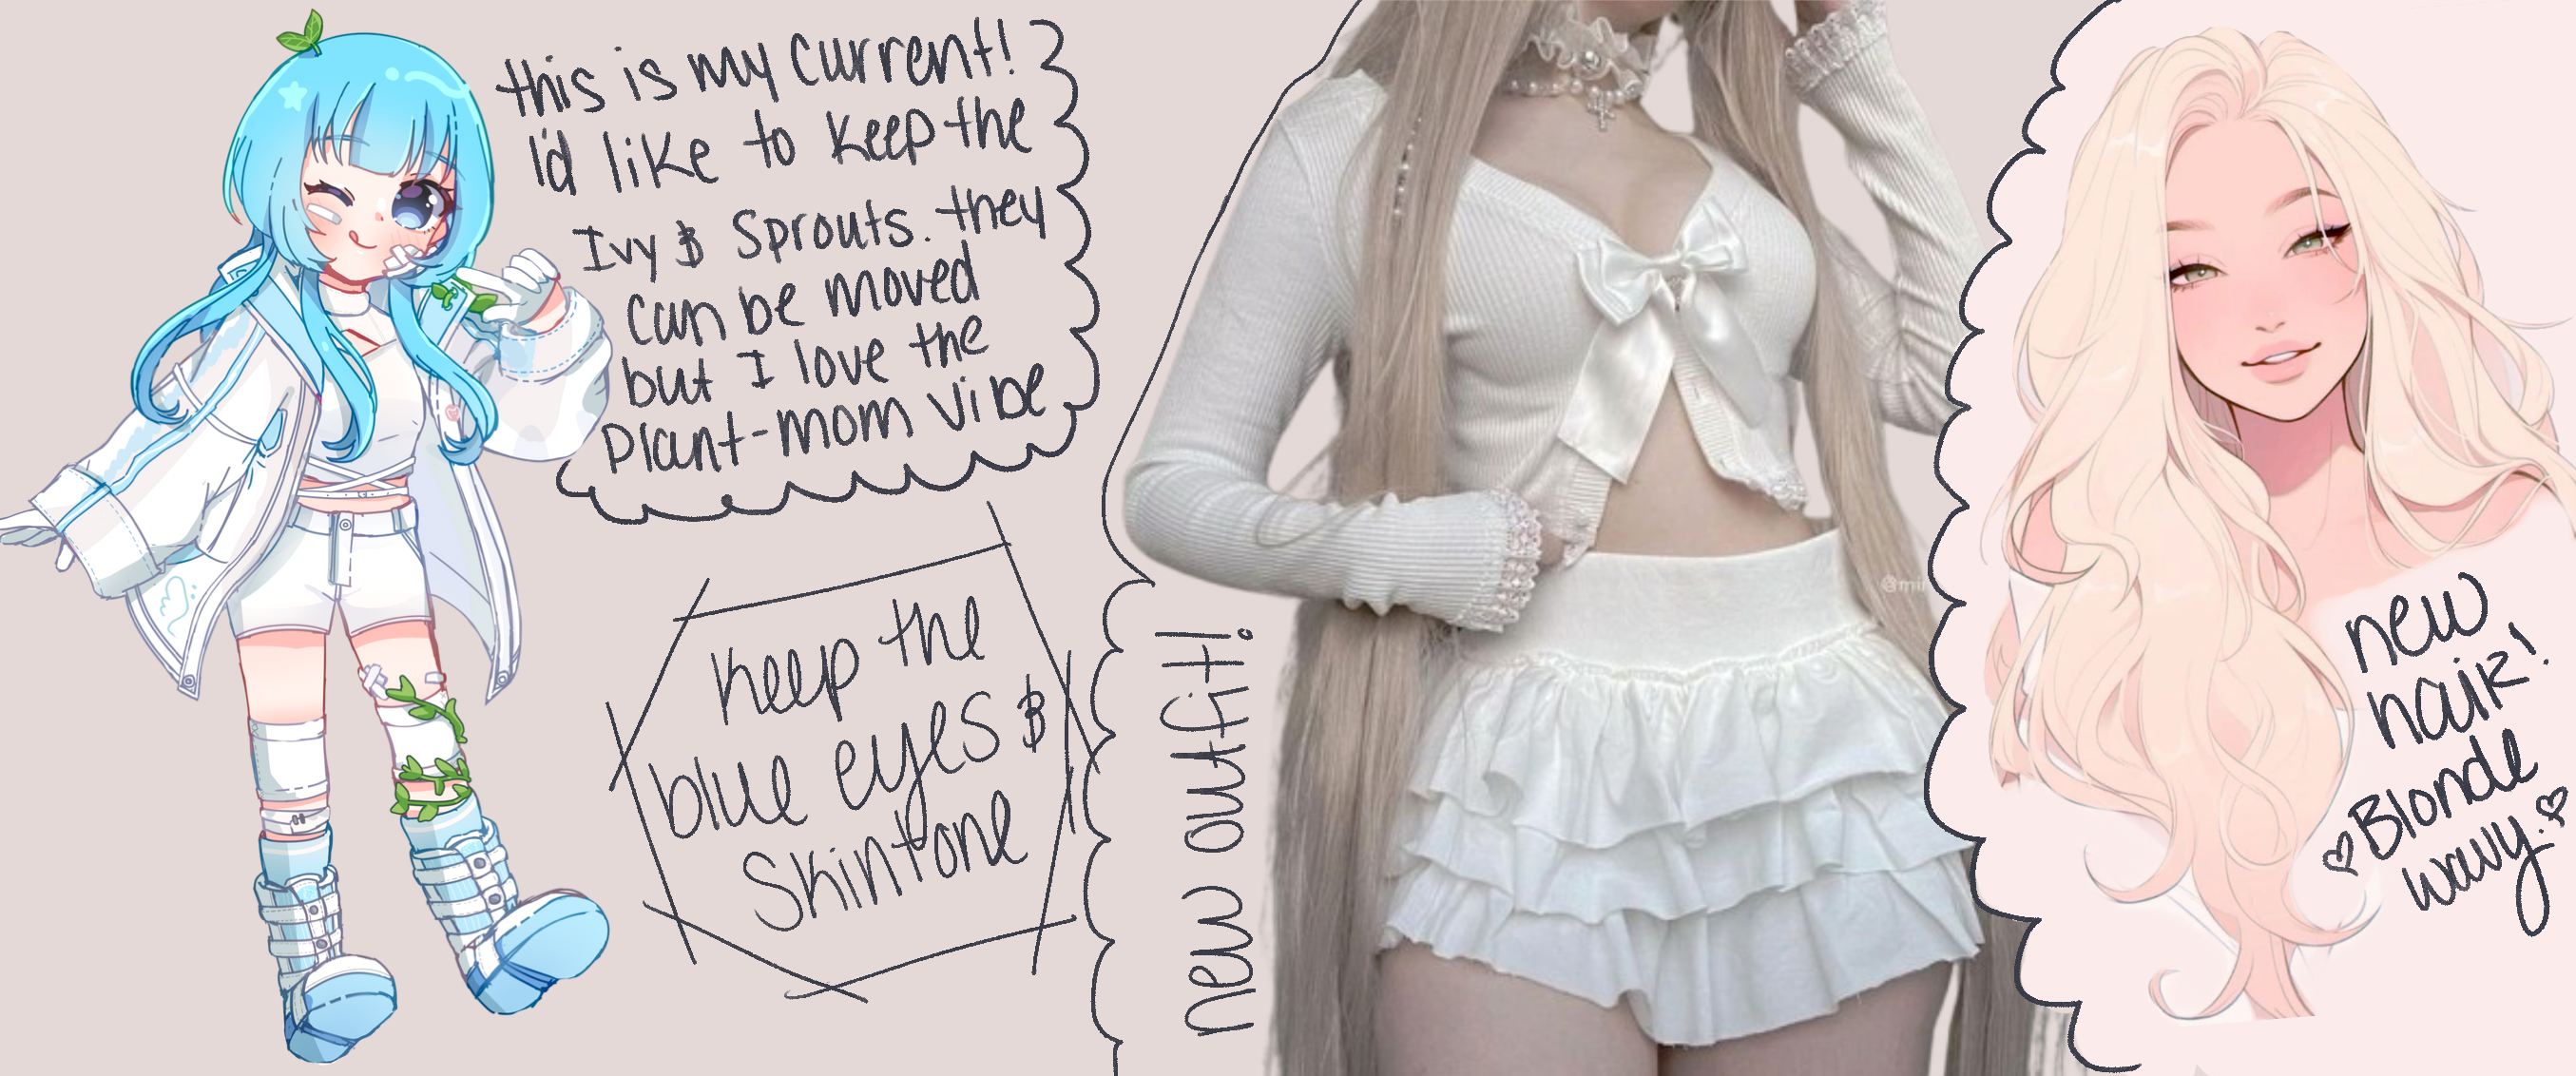 this is my current!
I'd like to keep the
Ivy & Sprouts. they
can be moved
but I love the
Plant-mom vibe
keep the
blue eyes &
Skintone
new outfit!
@mi
new
hair!
Blonde
wavy.